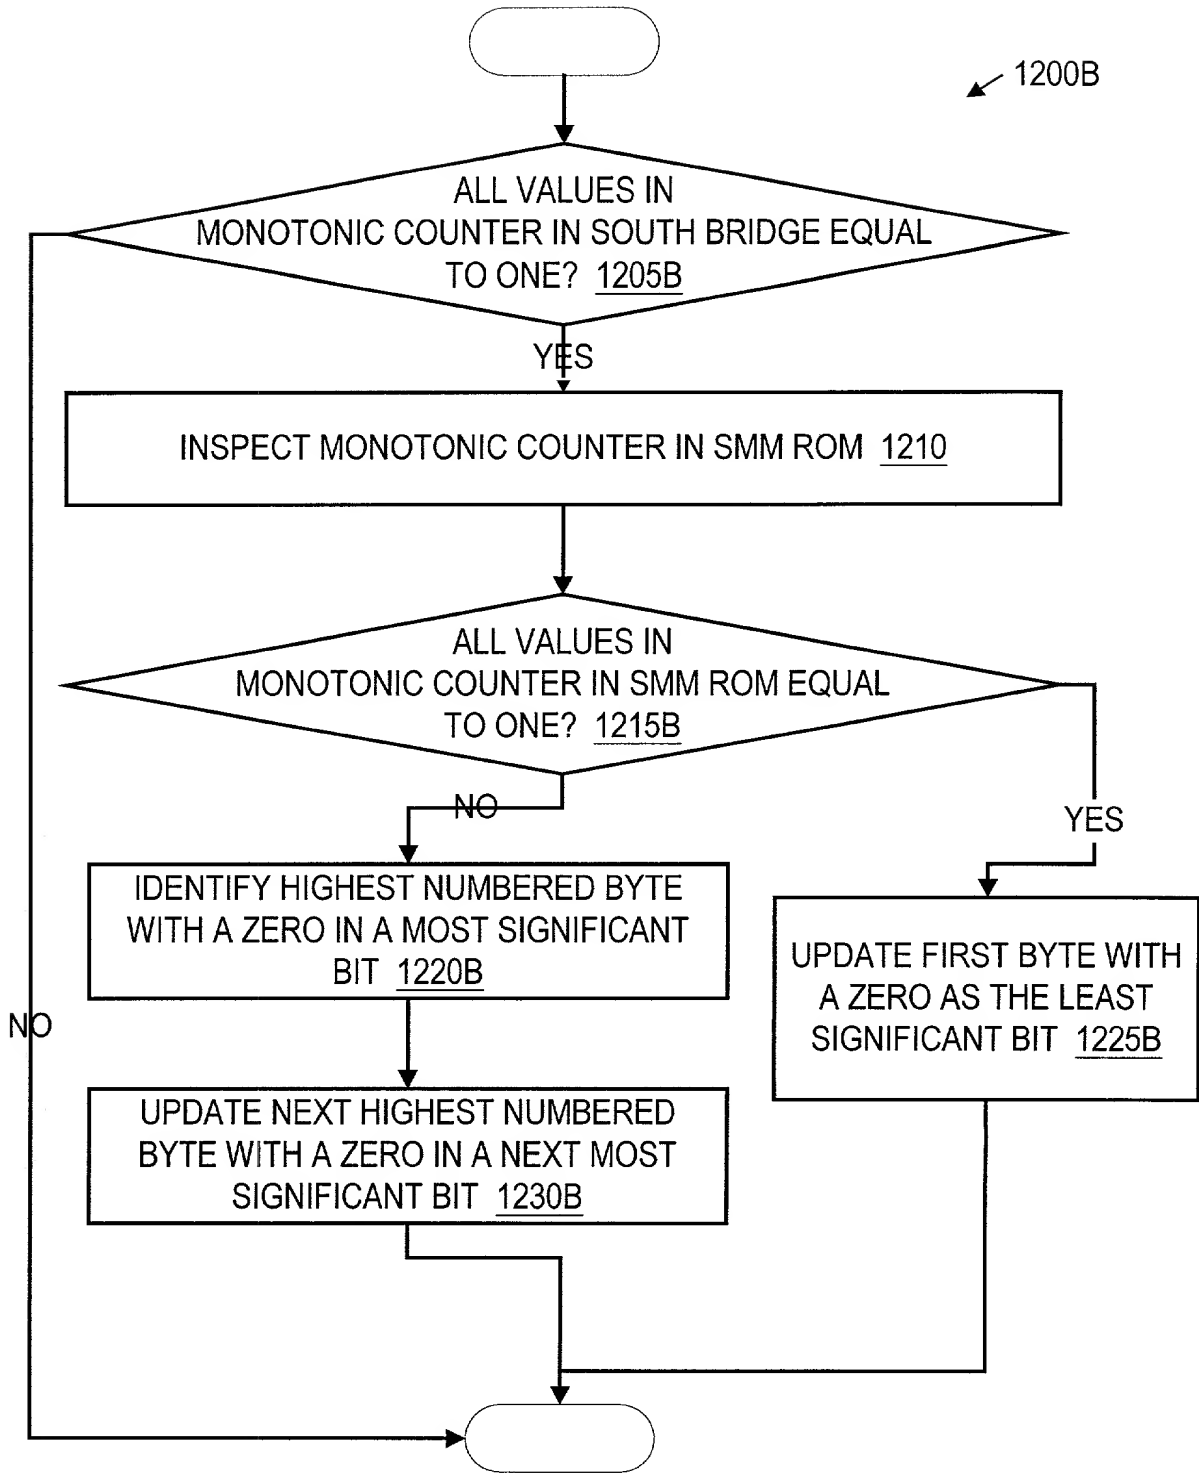 1200B
ALL VALUES IN
MONOTONIC COUNTER IN SOUTH BRIDGE EQUAL
TO ONE? 1205B
YES
INSPECT MONOTONIC COUNTER IN SMM ROM 1210
ALL VALUES IN
MONOTONIC COUNTER IN SMM ROM EQUAL
TO ONE? 1215B
NO
YES
IDENTIFY HIGHEST NUMBERED BYTE
WITH A ZERO IN A MOST SIGNIFICANT
BIT 1220B
UPDATE FIRST BYTE WITH
A ZERO AS THE LEAST
SIGNIFICANT BIT 1225B
NO
UPDATE NEXT HIGHEST NUMBERED
BYTE WITH A ZERO IN A NEXT MOST
SIGNIFICANT BIT 1230B